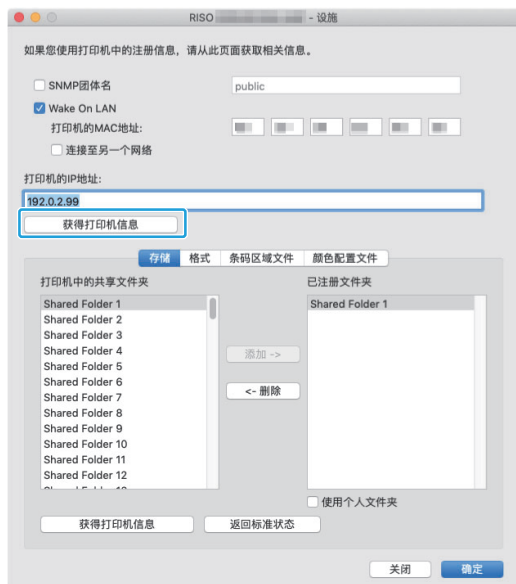 RISO - 设施
如果您使用打印机中的注册信息，请从此页面获取相关信息。
SNMP团体名
public
Wake On LAN
打印机的MAC地址:
连接至另一个网络
打印机的IP地址:
192.0.2.99
获得打印机信息
存储 格式 条码区域文件 颜色配置文件
打印机中的共享文件夹
已注册文件夹
Shared Folder 1
Shared Folder 1
Shared Folder 2
Shared Folder 3
Shared Folder 4
添加 ->
Shared Folder 5
Shared Folder 6
<- 删除
Shared Folder 7
Shared Folder 8
Shared Folder 9
Shared Folder 10
Shared Folder 11
Shared Folder 12
使用个人文件夹
获得打印机信息
返回标准状态
关闭
确定